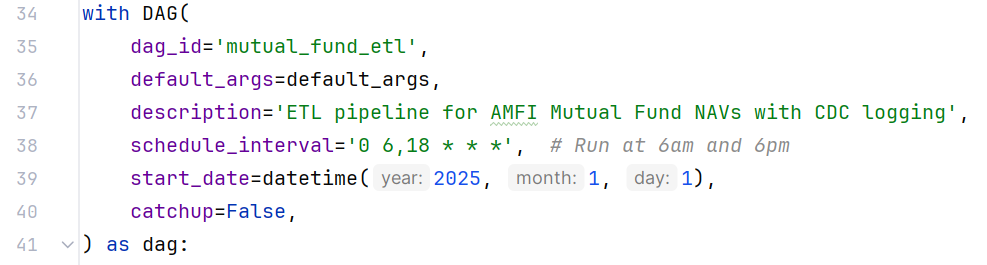 34 with DAG(
35     dag_id='mutual_fund_etl',
36     default_args=default_args,
37     description='ETL pipeline for AMFI Mutual Fund NAVs with CDC logging',
38     schedule_interval='0 6,18 * * *',  # Run at 6am and 6pm
39     start_date=datetime( year: 2025,  month: 1,  day: 1),
40     catchup=False,
41 ) as dag: